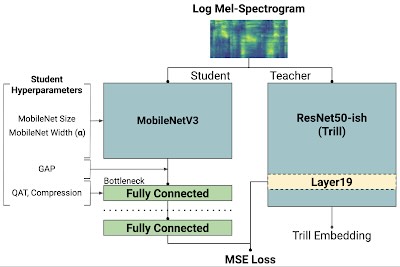 Log Mel-Spectrogram
Student
Teacher
Student
Hyperparameters
MobileNet Size
MobileNet Width (α)
GAP
QAT, Compression
MobileNetV3
Bottleneck
Fully Connected
Fully Connected
ResNet50-ish
(Trill)
Layer19
Trill Embedding
MSE Loss